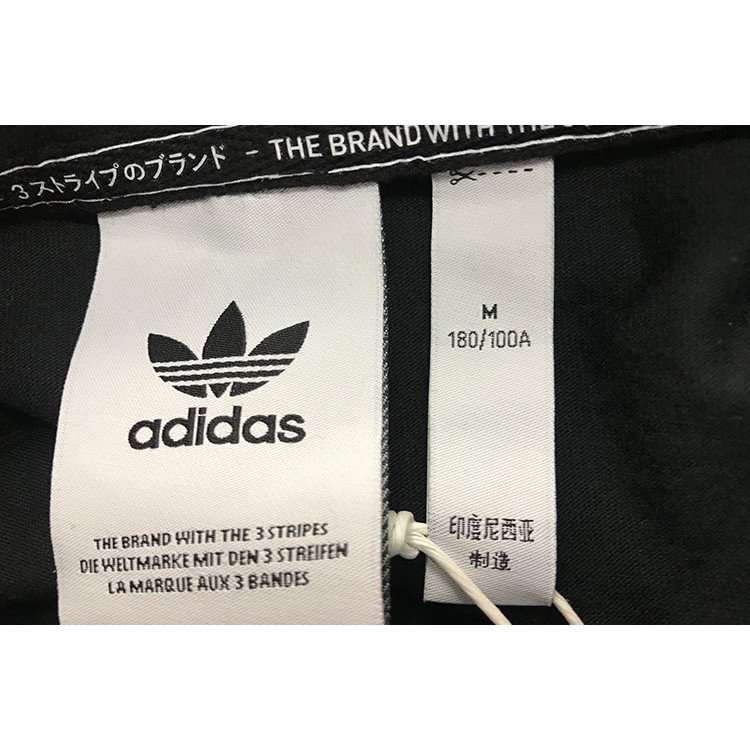 3ストライプのブランド - THE BRAND WITH THE
adidas
THE BRAND WITH THE 3 STRIPES
DIE WELTMARKE MIT DEN 3 STREIFEN
LA MARQUE AUX 3 BANDES
M
180/100A
印度尼西亚
制造